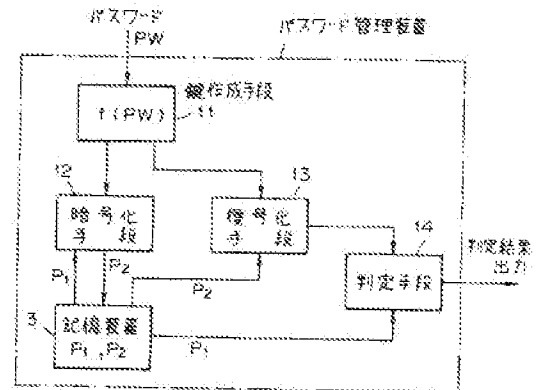 パスワード
PW
パスワード管理装置
鍵作成手段
11
f(PW)
12
暗号化
手段
13
復号化
手段
14
判定手段
判定結果
出力
P₁
P₂
P₂
3
記憶装置
P₁,P₂
P₁